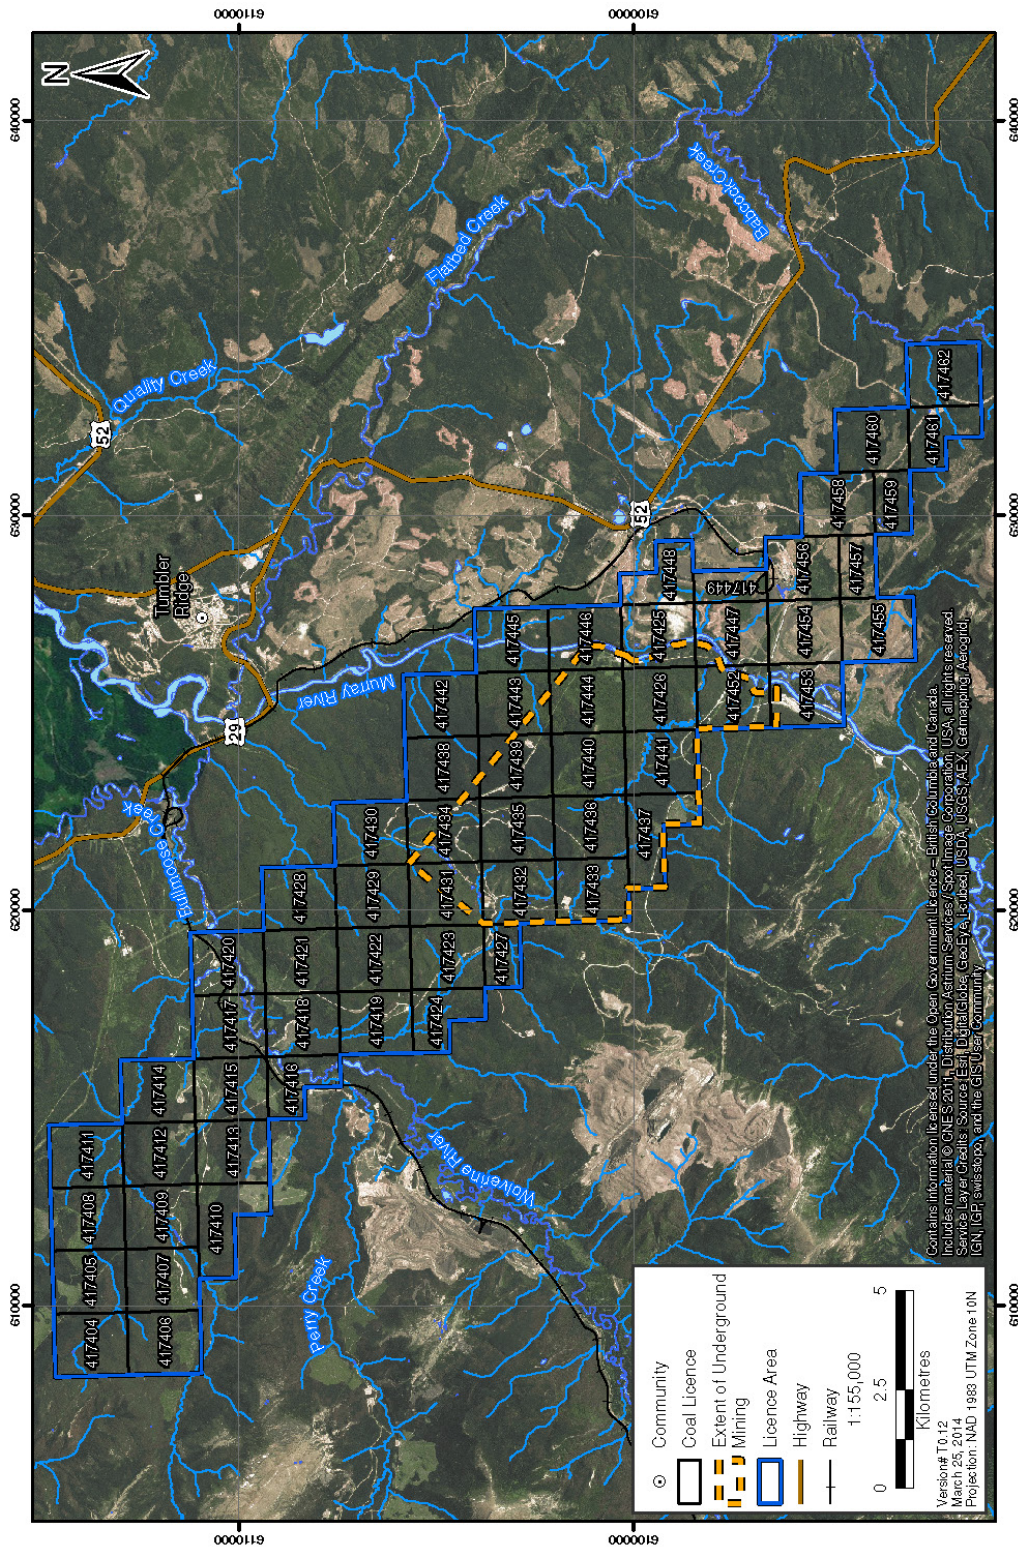 610000
620000
630000
640000
N
6110000
6110000
6100000
6100000
Tumbler
Ridge
52
29
52
Quality Creek
Flatbed Creek
Babcock Creek
Murray River
Bullmoose Creek
Wolverine River
Perry Creek
417404
417405
417408
417411
417406
417407
417409
417412
417414
417410
417413
417415
417417
417420
417416
417418
417421
417428
417419
417422
417429
417430
417424
417423
417431
417434
417438
417442
417427
417432
417435
417439
417443
417445
417433
417436
417440
417444
417446
417437
417441
417426
417425
417448
417452
417447
417449
417453
417454
417456
417458
417460
417462
417455
417457
417459
417461
Community
Coal Licence
Extent of Underground
Mining
Licence Area
Highway
Railway
1:155,000
0 2.5 5
Kilometres
Version# T0.12
March 25, 2014
Projection: NAD 1983 UTM Zone 10N
Contains information licensed under the Open Government Licence – British Columbia and Canada.
Includes material © CNES 2011, Distribution Astrium Services / Spot Image Corporation, USA, all rights reserved.
Service Layer Credits: Source: Esri, DigitalGlobe, GeoEye, i-cubed, USDA, USGS, AEX, Getmapping, Aerogrid,
IGN, IGP, swisstopo, and the GIS User Community